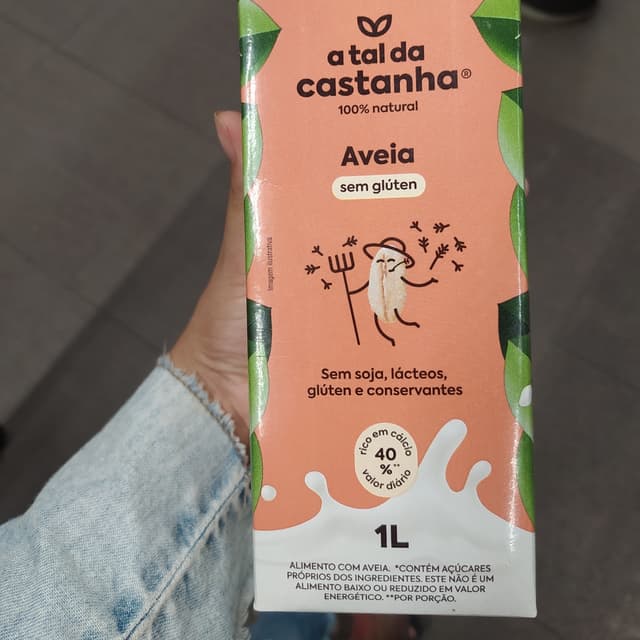 a tal da
castanha®
100% natural
Aveia
sem glúten
Imagem ilustrativa
Sem soja, lácteos,
glúten e conservantes
rico em cálcio
40
%**
valor diário
1L
ALIMENTO COM AVEIA. *CONTÉM AÇÚCARES
PRÓPRIOS DOS INGREDIENTES. ESTE NÃO É UM
ALIMENTO BAIXO OU REDUZIDO EM VALOR
ENERGÉTICO. **POR PORÇÃO.